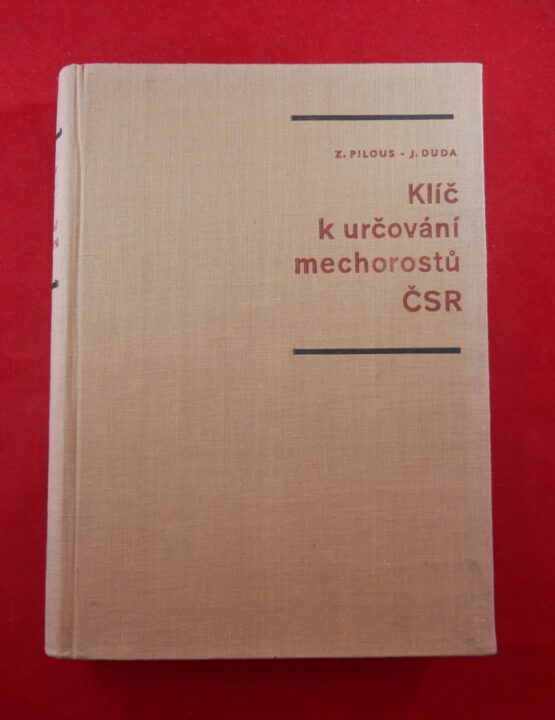 Z. PILOUS - J. DUDA
Klíč
k určování
mechorostů
ČSR